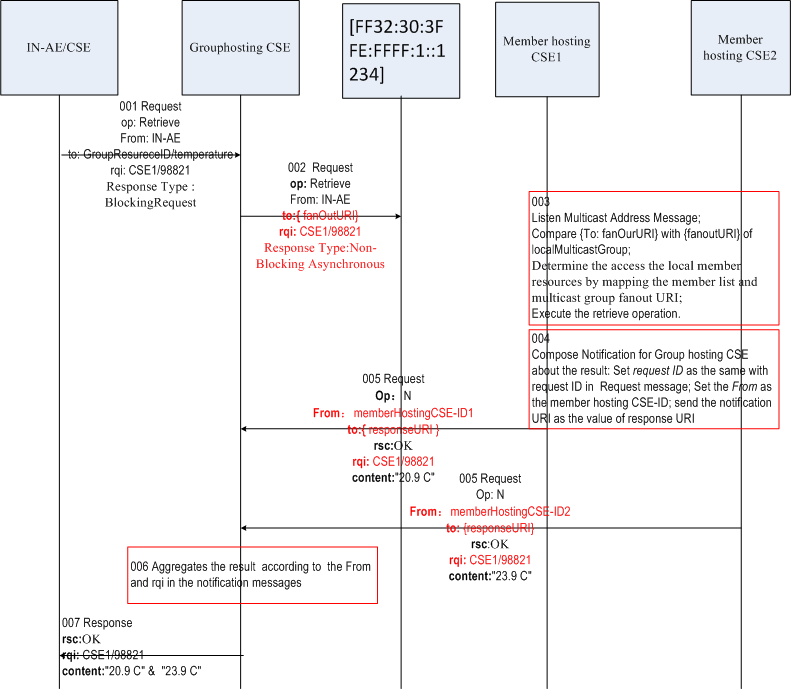 IN-AE/CSE
Grouphosting CSE
[FF32:30:3F
FE:FFFF:1::1
234]
Member hosting
CSE1
Member
hosting CSE2
001 Request
op: Retrieve
From: IN-AE
to: GroupResureceID/temperature
rqi: CSE1/98821
Response Type :
BlockingRequest
002 Request
op: Retrieve
From: IN-AE
to:{ fanOutURI}
rqi: CSE1/98821
Response Type:Non-
Blocking Asynchronous
003
Listen Multicast Address Message;
Compare {To: fanOurURI} with {fanoutURI} of
localMulticastGroup;
Determine the access the local member
resources by mapping the member list and
multicast group fanout URI;
Execute the retrieve operation.
004
Compose Notification for Group hosting CSE
about the result: Set request ID as the same with
request ID in Request message; Set the From as
the member hosting CSE-ID; send the notification
URI as the value of response URI
005 Request
Op: N
From: memberHostingCSE-ID1
to:{ responseURI }
rsc:OK
rqi: CSE1/98821
content:"20.9 C"
005 Request
Op: N
From: memberHostingCSE-ID2
to: {responseURI}
rsc:OK
rqi: CSE1/98821
content:"23.9 C"
006 Aggregates the result according to the From
and rqi in the notification messages
007 Response
rsc:OK
rqi: CSE1/98821
content:"20.9 C" & "23.9 C"